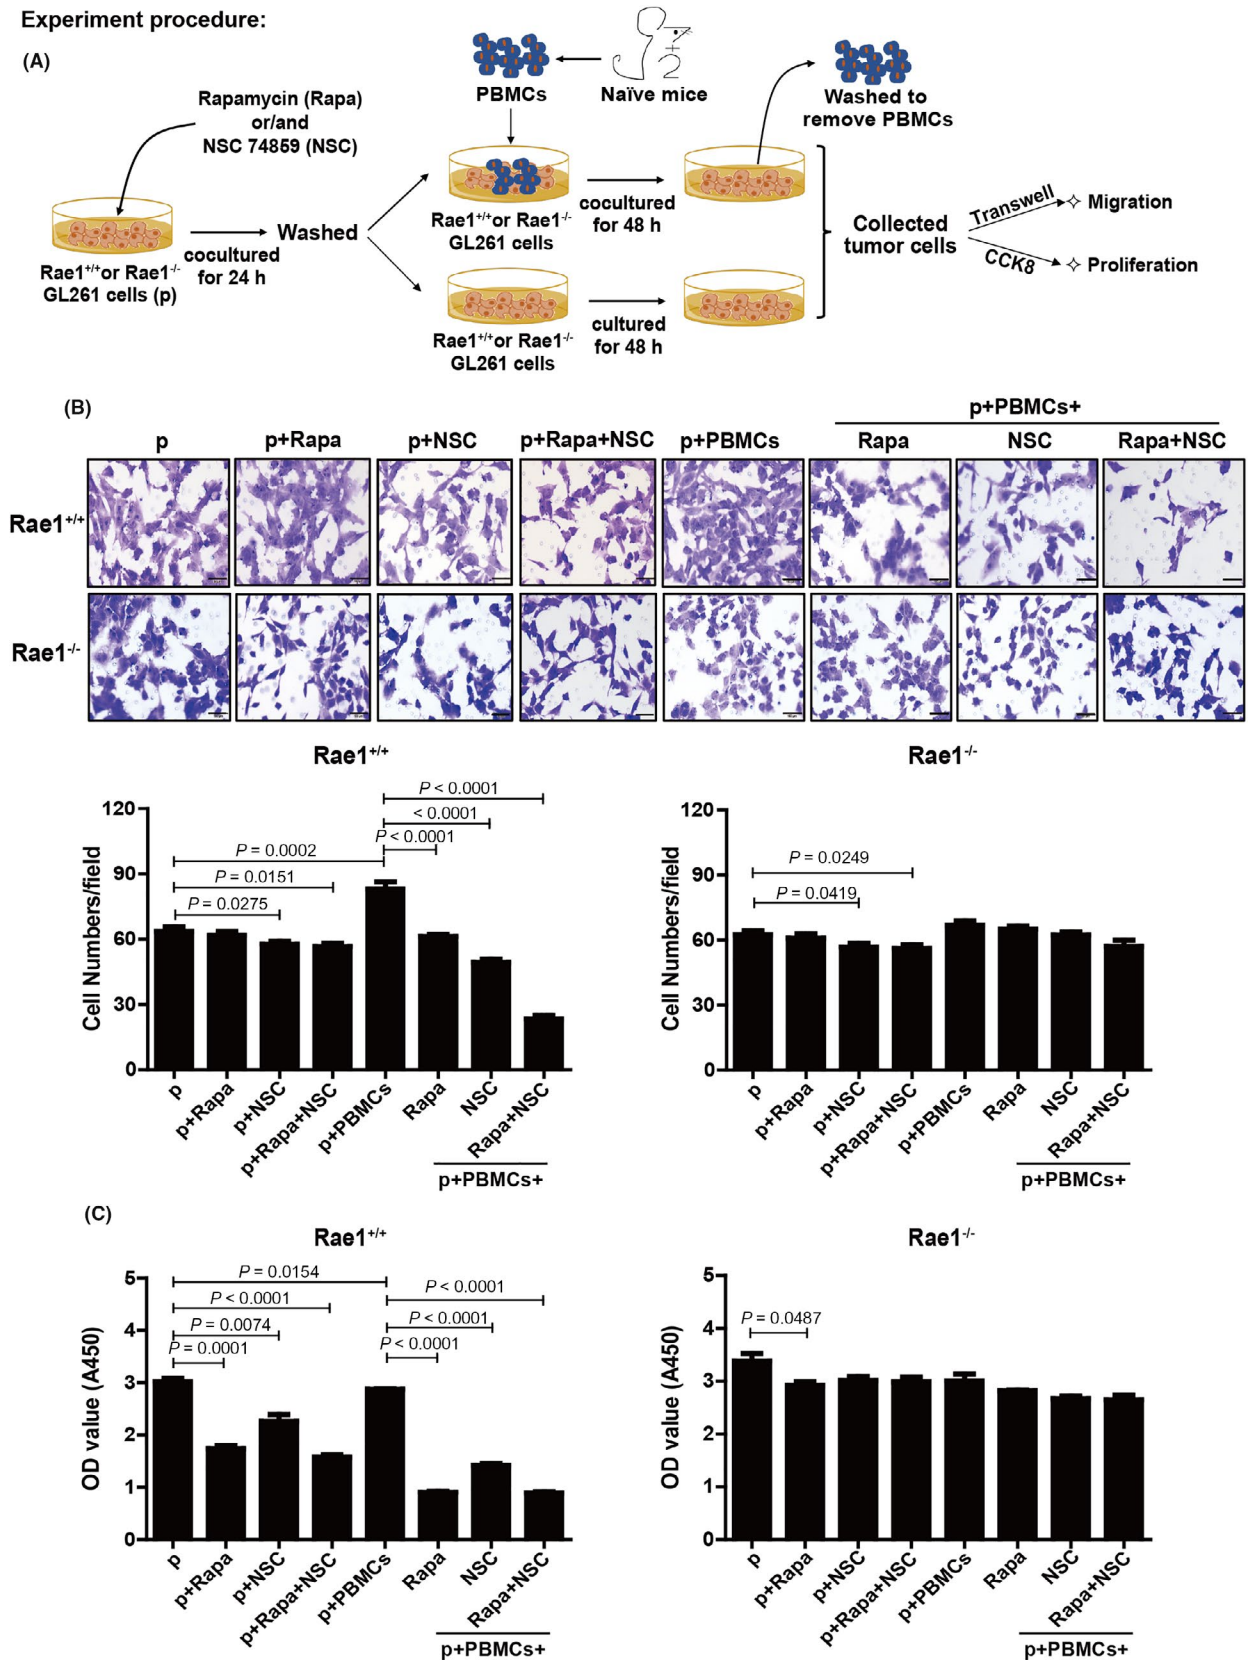 Experiment procedure:
(A)
Rapamycin (Rapa)
or/and
NSC 74859 (NSC)
PBMCs
Naïve mice
Washed to
remove PBMCs
Rae1+/+or Rae1-/-
GL261 cells (p)
cocultured
for 24 h
Washed
Rae1+/+or Rae1-/-
GL261 cells
cocultured
for 48 h
Rae1+/+or Rae1-/-
GL261 cells
cultured
for 48 h
Collected
tumor cells
Transwell
Migration
CCK8
Proliferation
(B)
p+PBMCs+
p p+Rapa p+NSC p+Rapa+NSC p+PBMCs Rapa NSC Rapa+NSC
Rae1+/+
Rae1-/-
Rae1+/+
P < 0.0001
< 0.0001
P < 0.0001
P = 0.0002
P = 0.0151
P = 0.0275
Cell Numbers/field
120
90
60
30
0
p p+Rapa p+NSC p+Rapa+NSC p+PBMCs Rapa NSC Rapa+NSC
p+PBMCs+
Rae1-/-
P = 0.0249
P = 0.0419
Cell Numbers/field
120
90
60
30
0
p p+Rapa p+NSC p+Rapa+NSC p+PBMCs Rapa NSC Rapa+NSC
p+PBMCs+
(C)
Rae1+/+
P = 0.0154
P < 0.0001
P < 0.0001
P = 0.0074
P < 0.0001
P = 0.0001
P < 0.0001
OD value (A450)
5
4
3
2
1
0
p p+Rapa p+NSC p+Rapa+NSC p+PBMCs Rapa NSC Rapa+NSC
p+PBMCs+
Rae1-/-
P = 0.0487
OD value (A450)
5
4
3
2
1
0
p p+Rapa p+NSC p+Rapa+NSC p+PBMCs Rapa NSC Rapa+NSC
p+PBMCs+